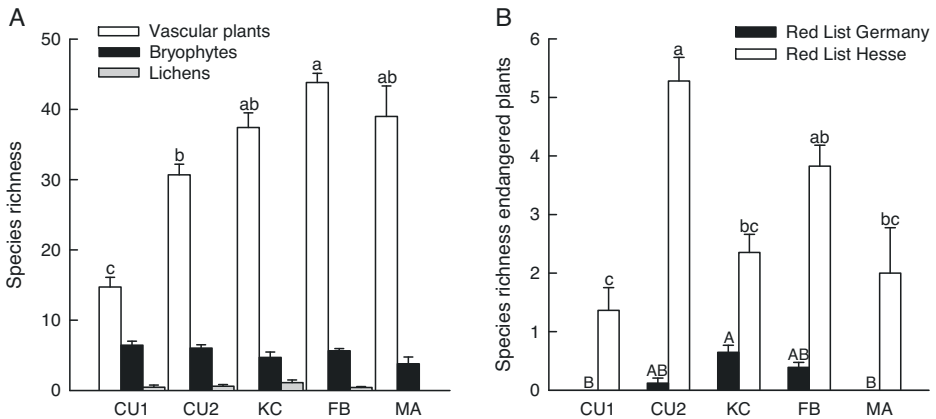 A
Vascular plants
Bryophytes
Lichens
Species richness
50
40
30
20
10
0
c
b
ab
a
ab
CU1 CU2 KC FB MA
B
Red List Germany
Red List Hesse
Species richness endangered plants
6
5
4
3
2
1
0
B
c
AB
a
A
bc
AB
ab
B
bc
CU1 CU2 KC FB MA